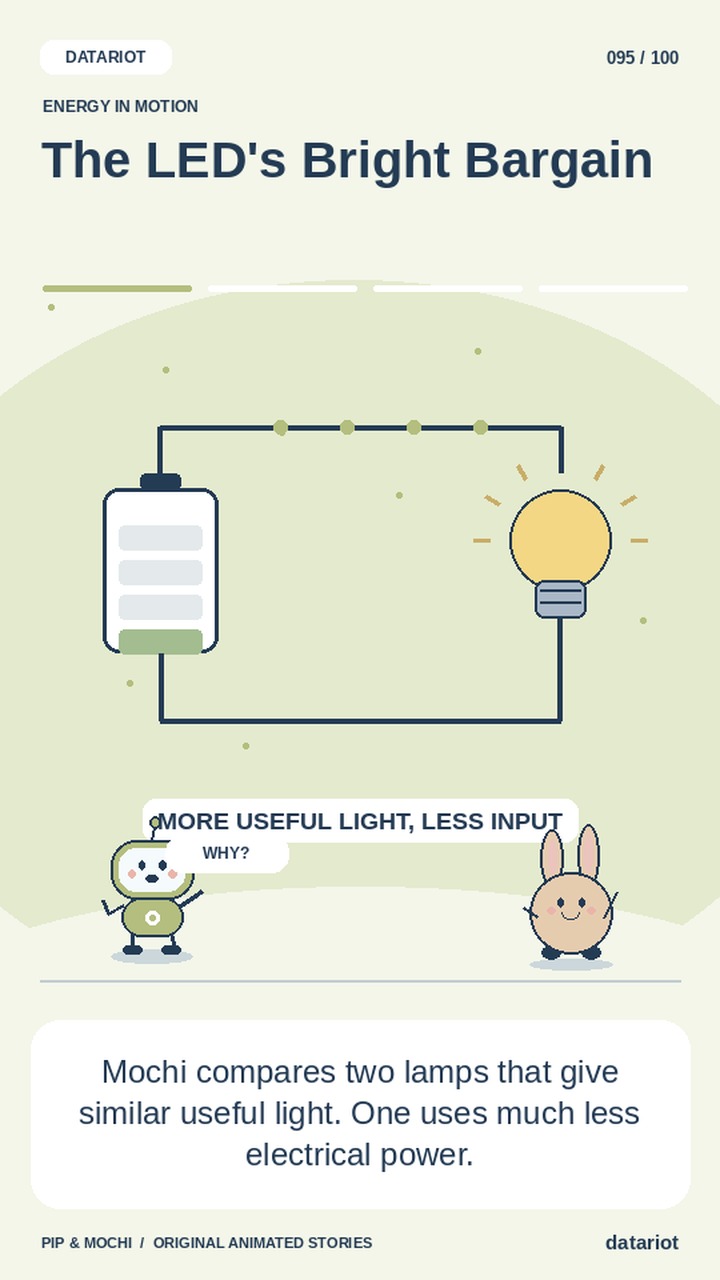 DATARIOT
095 / 100
ENERGY IN MOTION
The LED's Bright Bargain
MORE USEFUL LIGHT, LESS INPUT
WHY?
Mochi compares two lamps that give
similar useful light. One uses much less
electrical power.
PIP & MOCHI / ORIGINAL ANIMATED STORIES
datariot